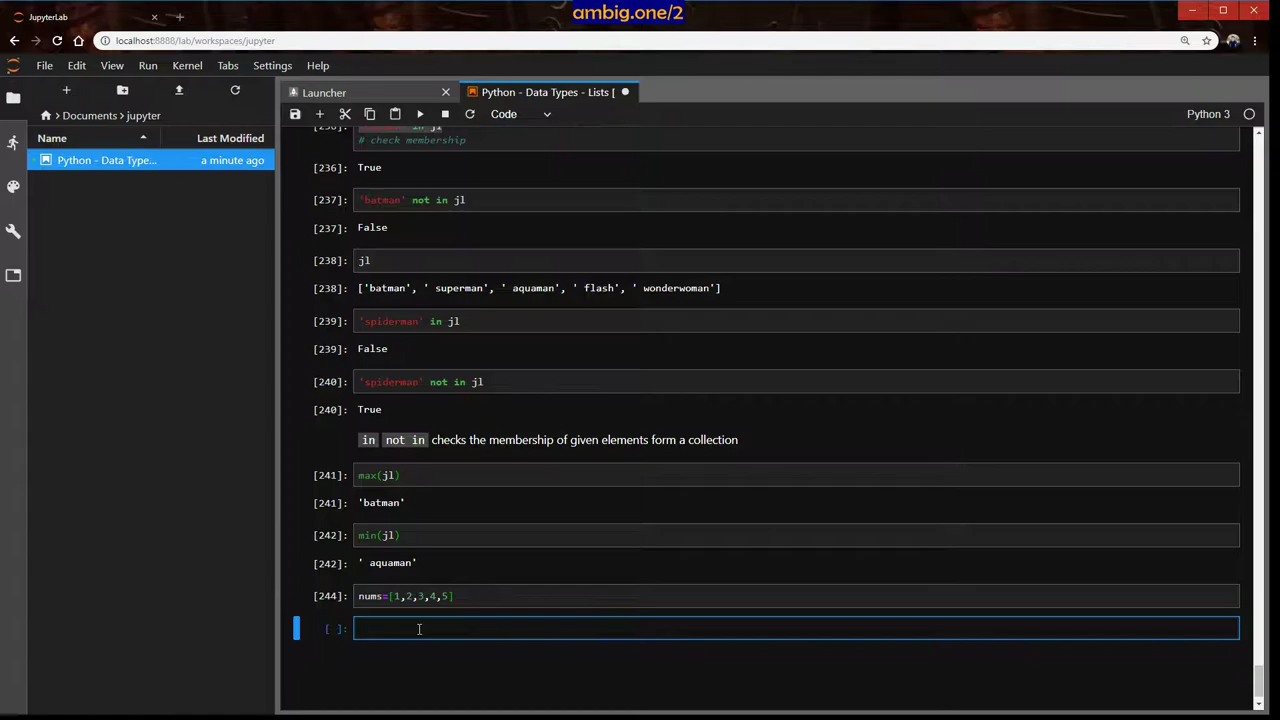 ambig.one/2
JupyterLab
localhost:8888/lab/workspaces/jupyter
File Edit View Run Kernel Tabs Settings Help
Launcher
Python - Data Types - Lists [
Documents > jupyter
Code
Python 3
Name Last Modified
Python - Data Type... a minute ago
# check membership
[236]: True
[237]: 'batman' not in jl
[237]: False
[238]: jl
[238]: ['batman', ' superman', ' aquaman', ' flash', ' wonderwoman']
[239]: 'spiderman' in jl
[239]: False
[240]: 'spiderman' not in jl
[240]: True
in not in checks the membership of given elements form a collection
[241]: max(jl)
[241]: 'batman'
[242]: min(jl)
[242]: ' aquaman'
[244]: nums=[1,2,3,4,5]
[ ]: